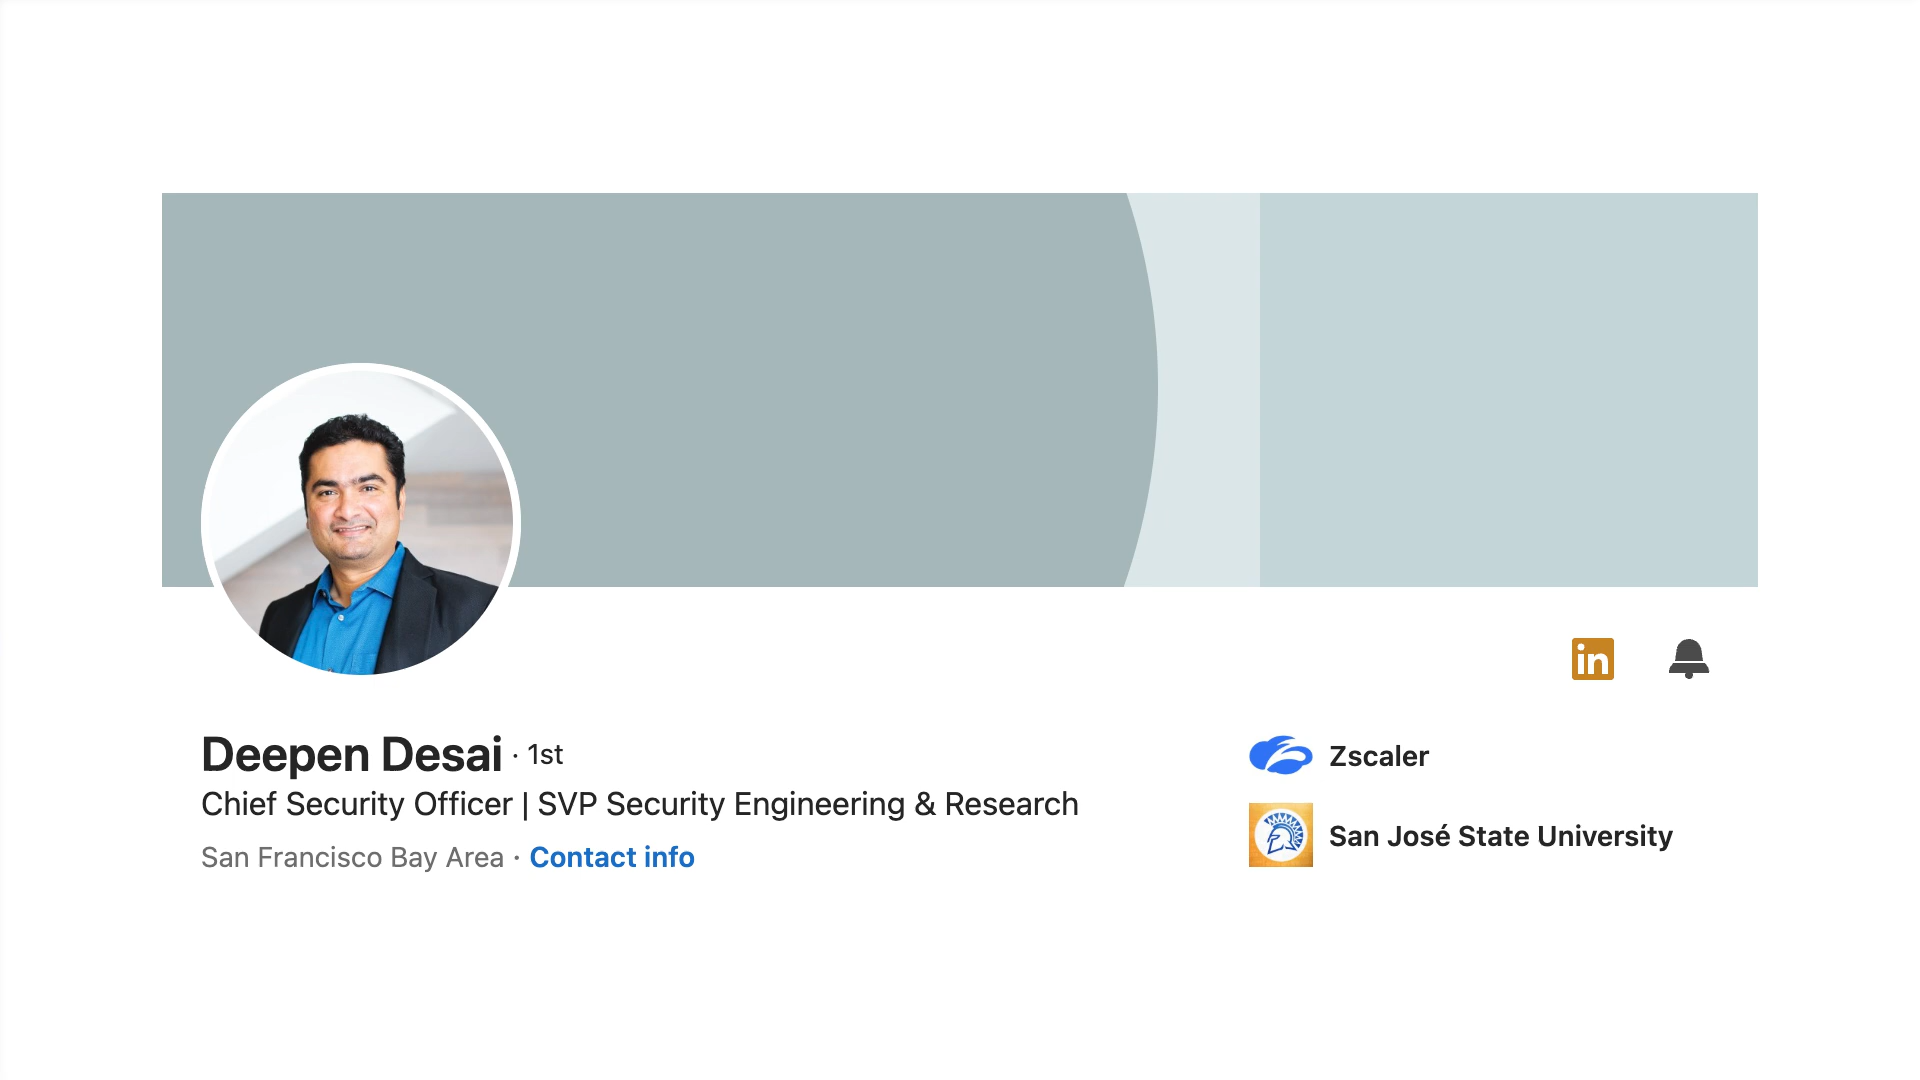 in
Deepen Desai · 1st
Chief Security Officer | SVP Security Engineering & Research
San Francisco Bay Area · Contact info
Zscaler
San José State University